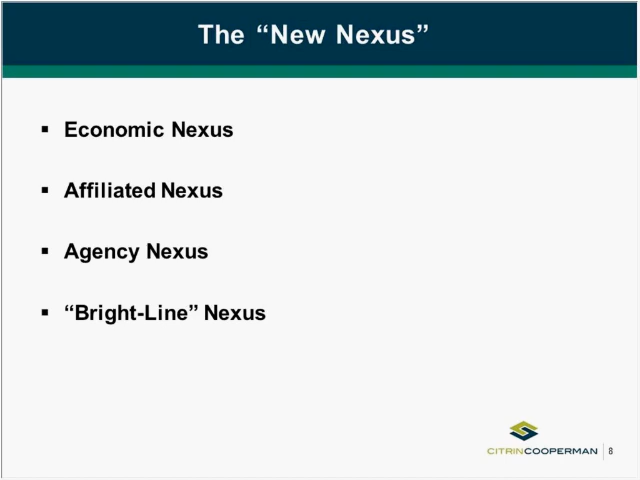 The “New Nexus”
▪ Economic Nexus
▪ Affiliated Nexus
▪ Agency Nexus
▪ “Bright-Line” Nexus
CITRINCOOPERMAN | 8